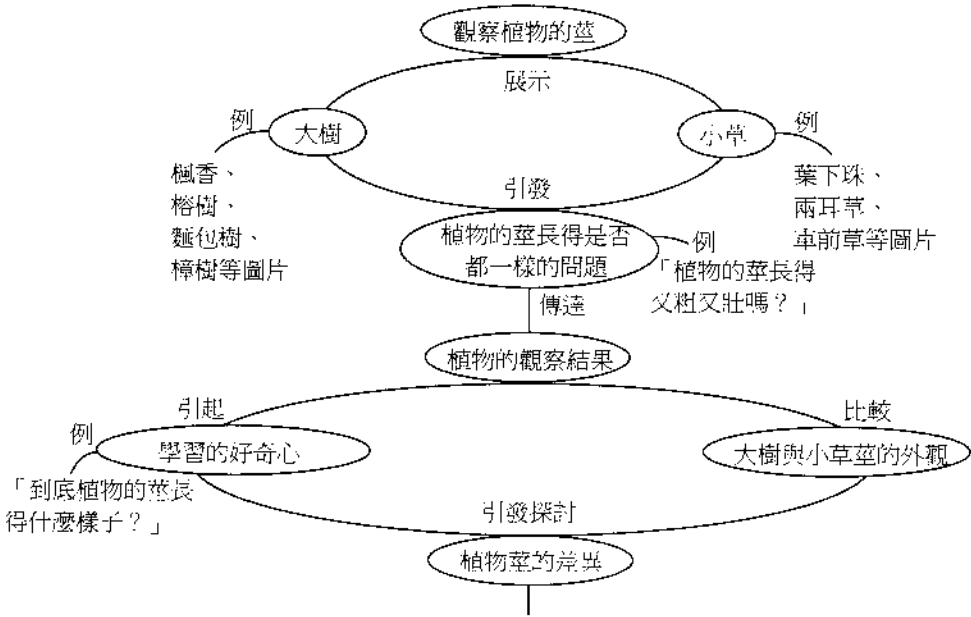 觀察植物的莖
展示
例
大樹
小草
例
楓香、
榕樹、
麵包樹、
樟樹等圖片
葉下珠、
兩耳草、
車前草等圖片
引發
植物的莖長得是否
都一樣的問題
例
「植物的莖長得
又粗又壯嗎？」
傳達
植物的觀察結果
引起
比較
例
學習的好奇心
大樹與小草莖的外觀
「到底植物的莖長
得什麼樣子？」
引發探討
植物莖的差異